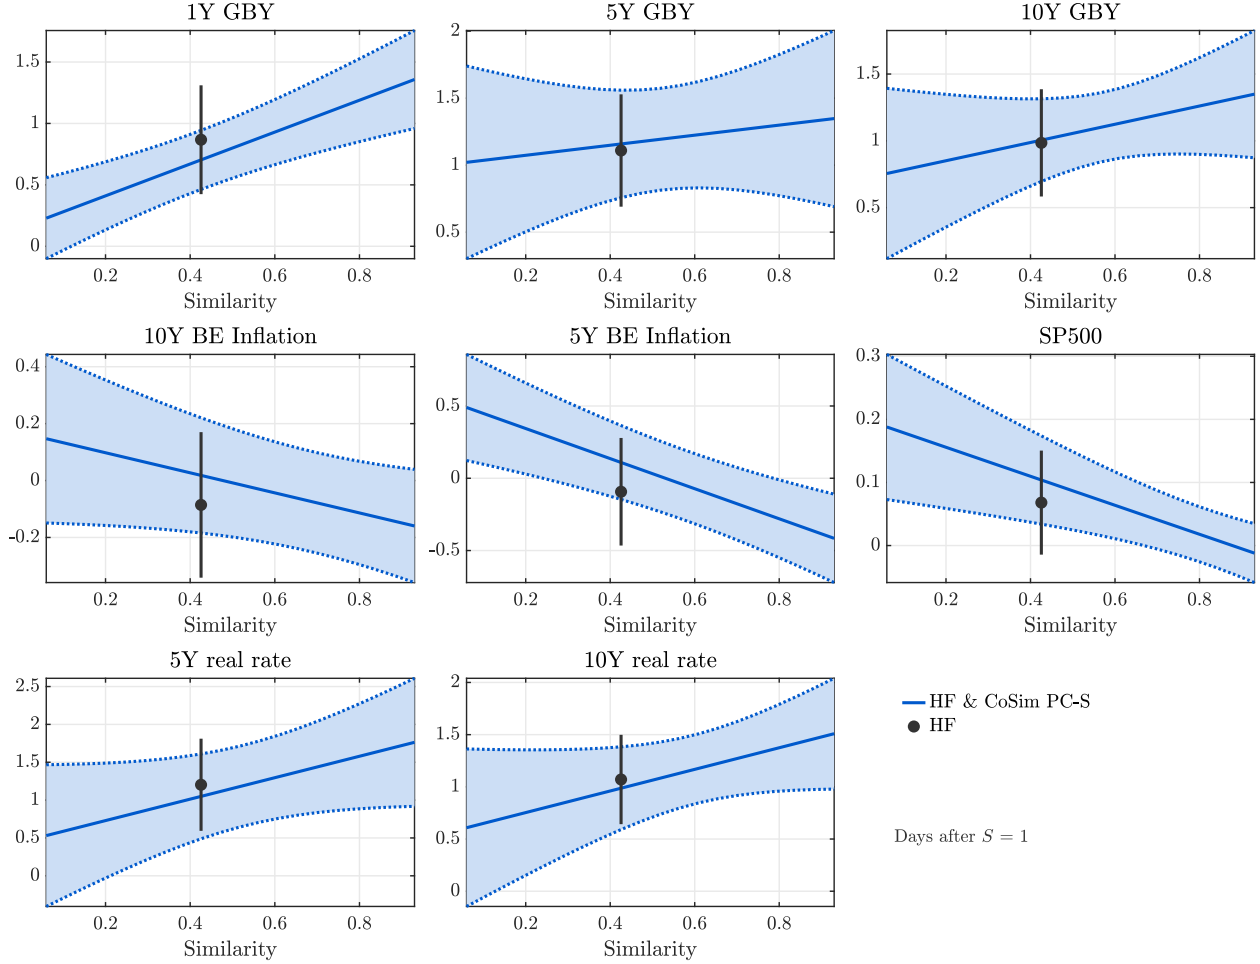 1Y GBY
1.5
1
0.5
0
0.2 0.4 0.6 0.8
Similarity
5Y GBY
2
1.5
1
0.5
0.2 0.4 0.6 0.8
Similarity
10Y GBY
1.5
1
0.5
0.2 0.4 0.6 0.8
Similarity
10Y BE Inflation
0.4
0.2
0
-0.2
0.2 0.4 0.6 0.8
Similarity
5Y BE Inflation
0.5
0
-0.5
0.2 0.4 0.6 0.8
Similarity
SP500
0.3
0.2
0.1
0
0.2 0.4 0.6 0.8
Similarity
5Y real rate
2.5
2
1.5
1
0.5
0
0.2 0.4 0.6 0.8
Similarity
10Y real rate
2
1.5
1
0.5
0
0.2 0.4 0.6 0.8
Similarity
HF & CoSim PC-S
HF
Days after S = 1